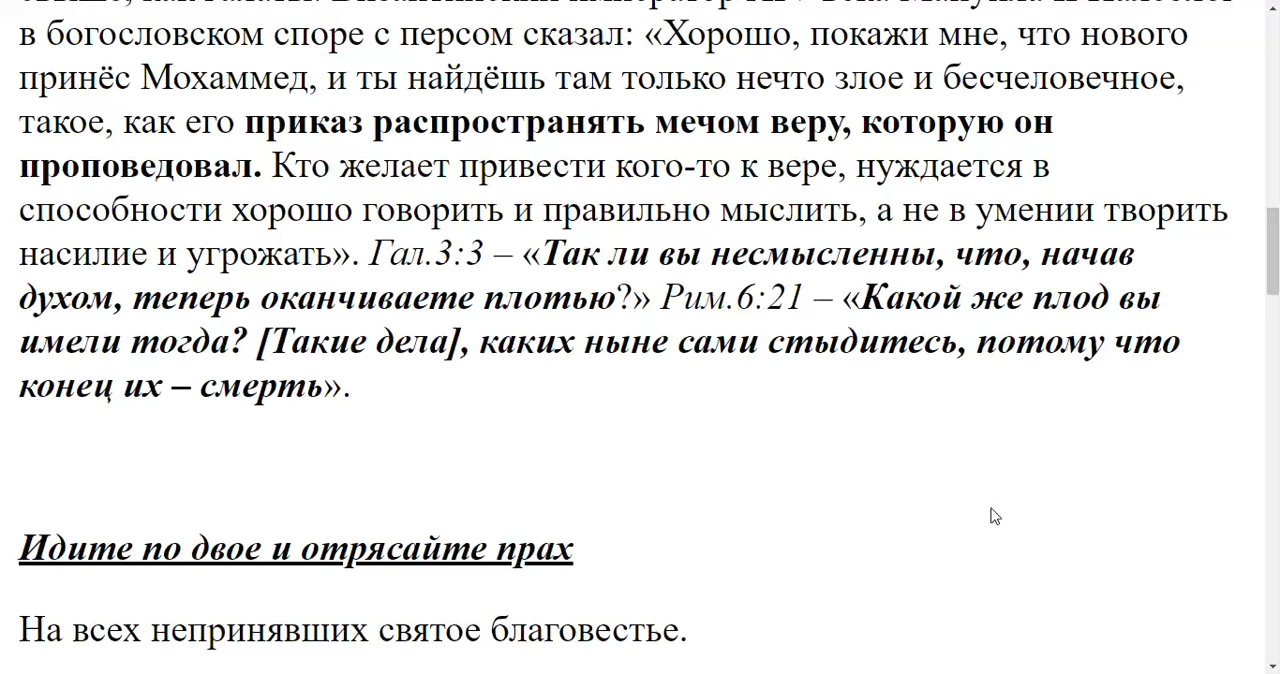 в богословском споре с персом сказал: «Хорошо, покажи мне, что нового
принёс Мохаммед, и ты найдёшь там только нечто злое и бесчеловечное,
такое, как его приказ распространять мечом веру, которую он
проповедовал. Кто желает привести кого-то к вере, нуждается в
способности хорошо говорить и правильно мыслить, а не в умении творить
насилие и угрожать». Гал.3:3 – «Так ли вы несмысленны, что, начав
духом, теперь оканчиваете плотью?» Рим.6:21 – «Какой же плод вы
имели тогда? [Такие дела], каких ныне сами стыдитесь, потому что
конец их – смерть».
Идите по двое и отрясайте прах
На всех непринявших святое благовестье.